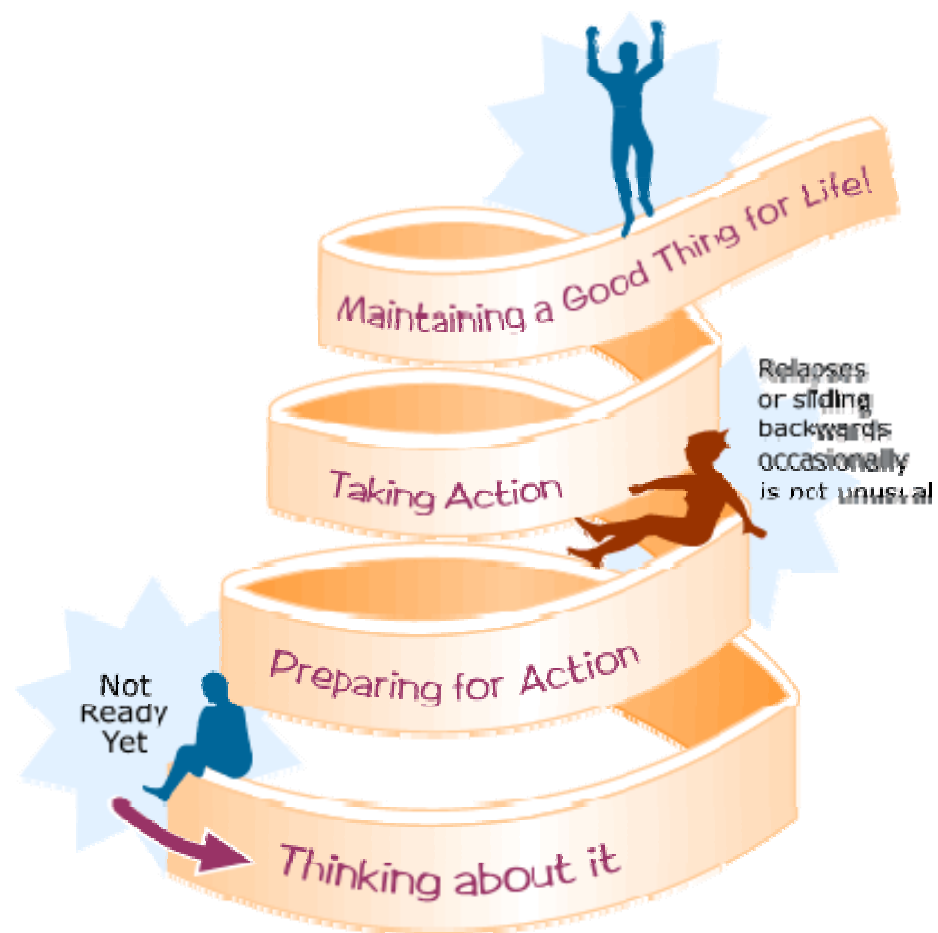 Maintaining a Good Thing for Life!
Relapses
or sliding
backwards
occasionally
is not unusual
Taking Action
Preparing for Action
Not
Ready
Yet
Thinking about it